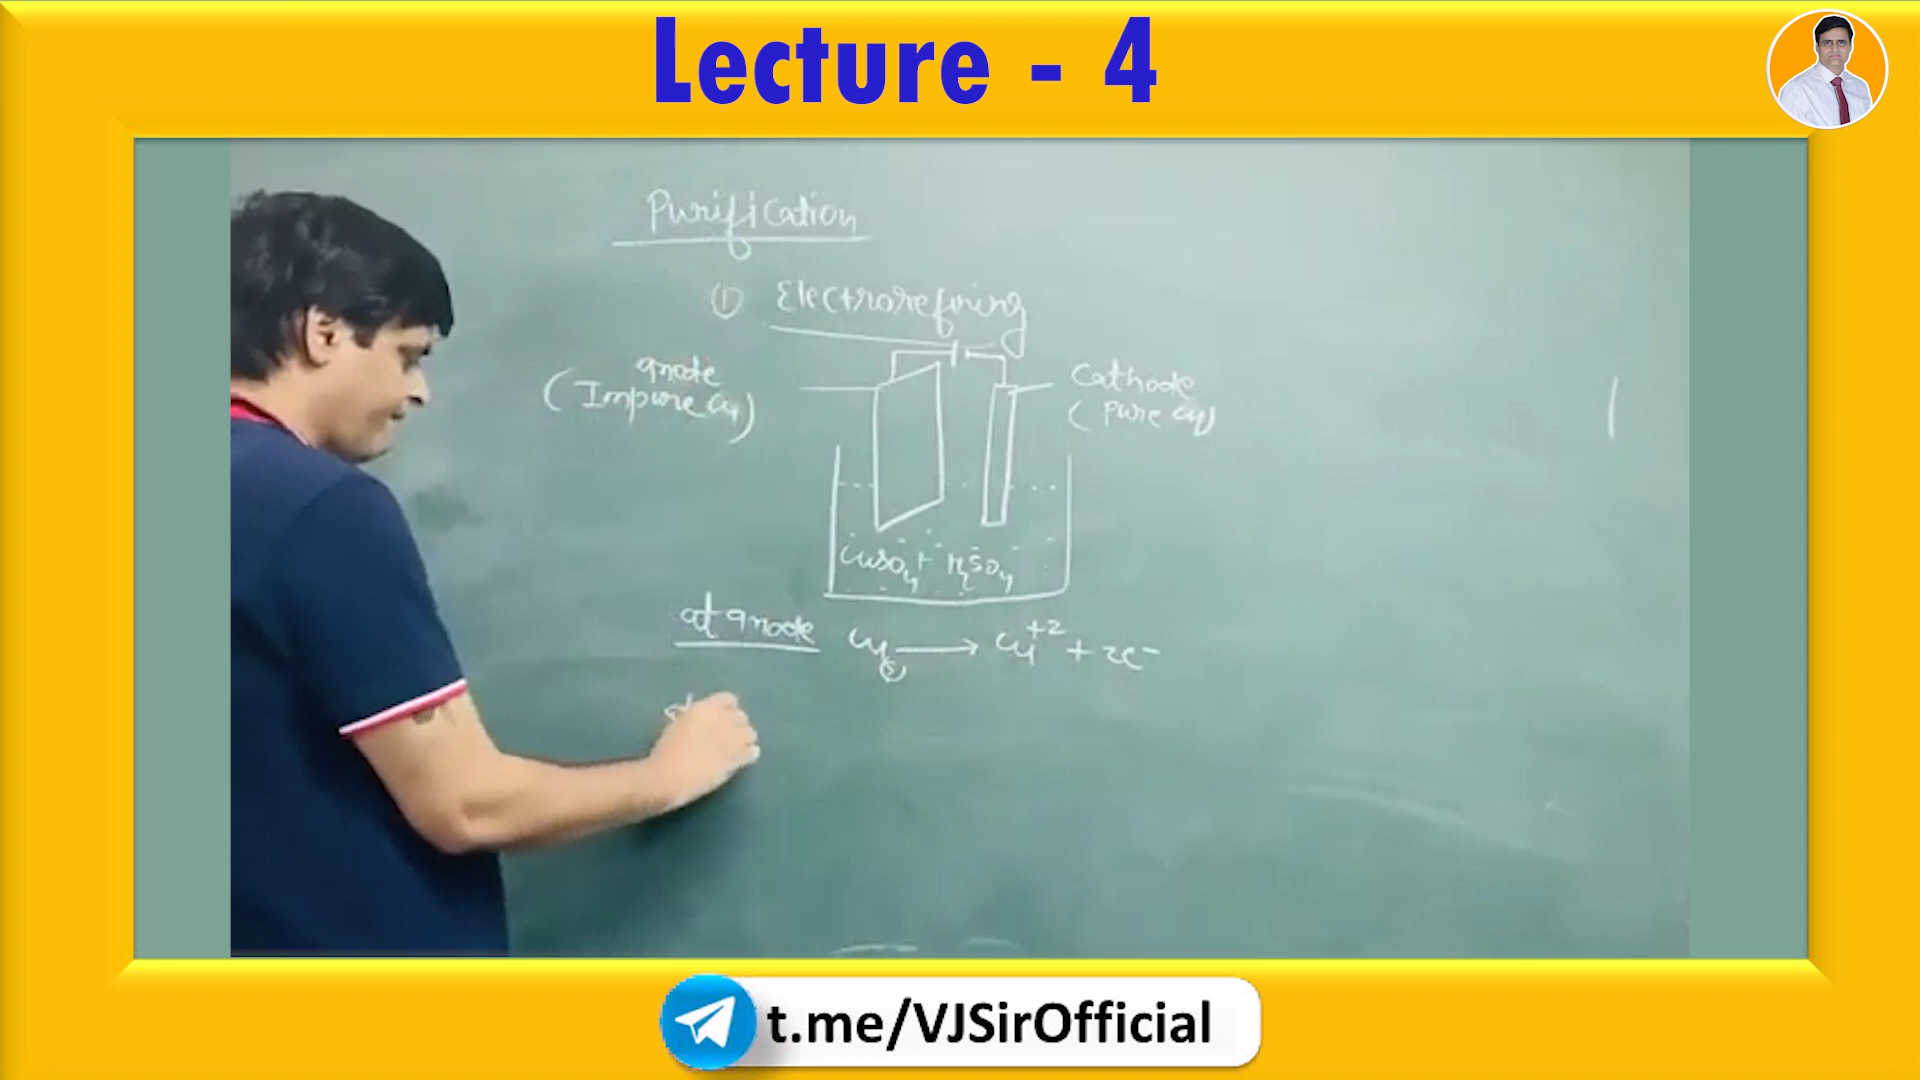 Lecture - 4
Purification
① Electrorefining
anode
(Impure Cu)
Cathode
(Pure Cu)
CuSO4 + H2SO4
at anode Cu(s) ⟶ Cu+2 + 2e-
at
t.me/VJSirOfficial